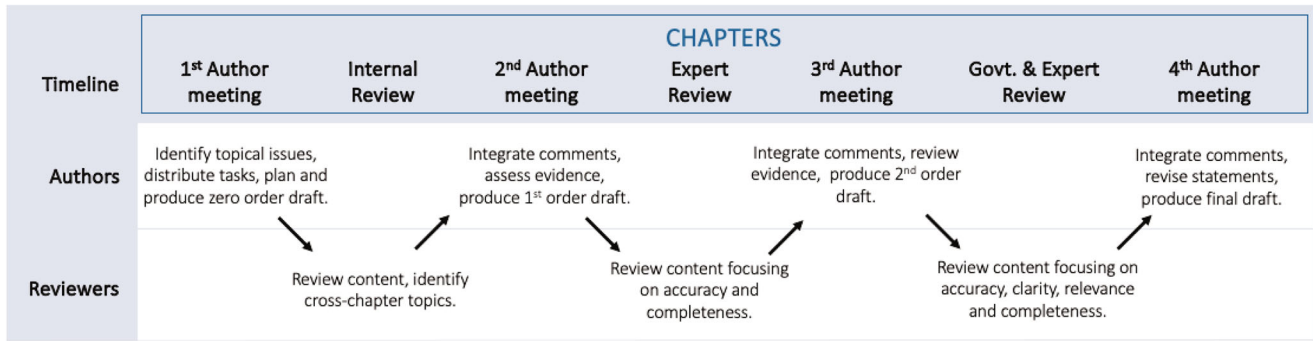 CHAPTERS
Timeline
1st Author
meeting
Internal
Review
2nd Author
meeting
Expert
Review
3rd Author
meeting
Govt. & Expert
Review
4th Author
meeting
Authors
Identify topical issues,
distribute tasks, plan and
produce zero order draft.
Integrate comments,
assess evidence,
produce 1st order draft.
Integrate comments, review
evidence, produce 2nd order
draft.
Integrate comments,
revise statements,
produce final draft.
Reviewers
Review content, identify
cross-chapter topics.
Review content focusing
on accuracy and
completeness.
Review content focusing on
accuracy, clarity, relevance
and completeness.